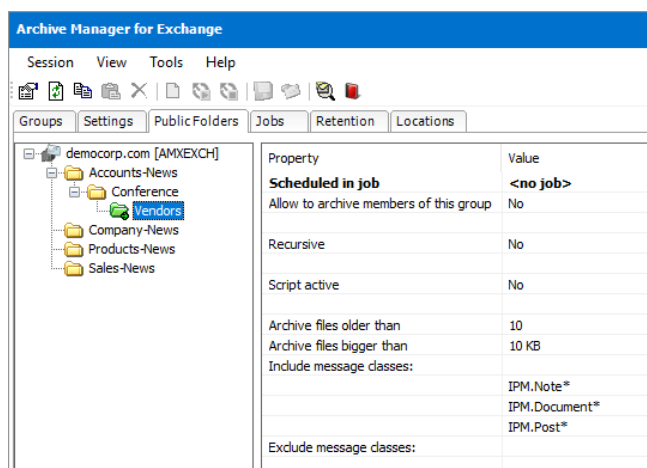 Archive Manager for Exchange
Session View Tools Help
Groups Settings Public Folders Jobs Retention Locations
democorp.com [AMXEXCH]
Accounts-News
Conference
Vendors
Company-News
Products-News
Sales-News
Property Value
Scheduled in job <no job>
Allow to archive members of this group No
Recursive No
Script active No
Archive files older than 10
Archive files bigger than 10 KB
Include message classes:
IPM.Note*
IPM.Document*
IPM.Post*
Exclude message classes: